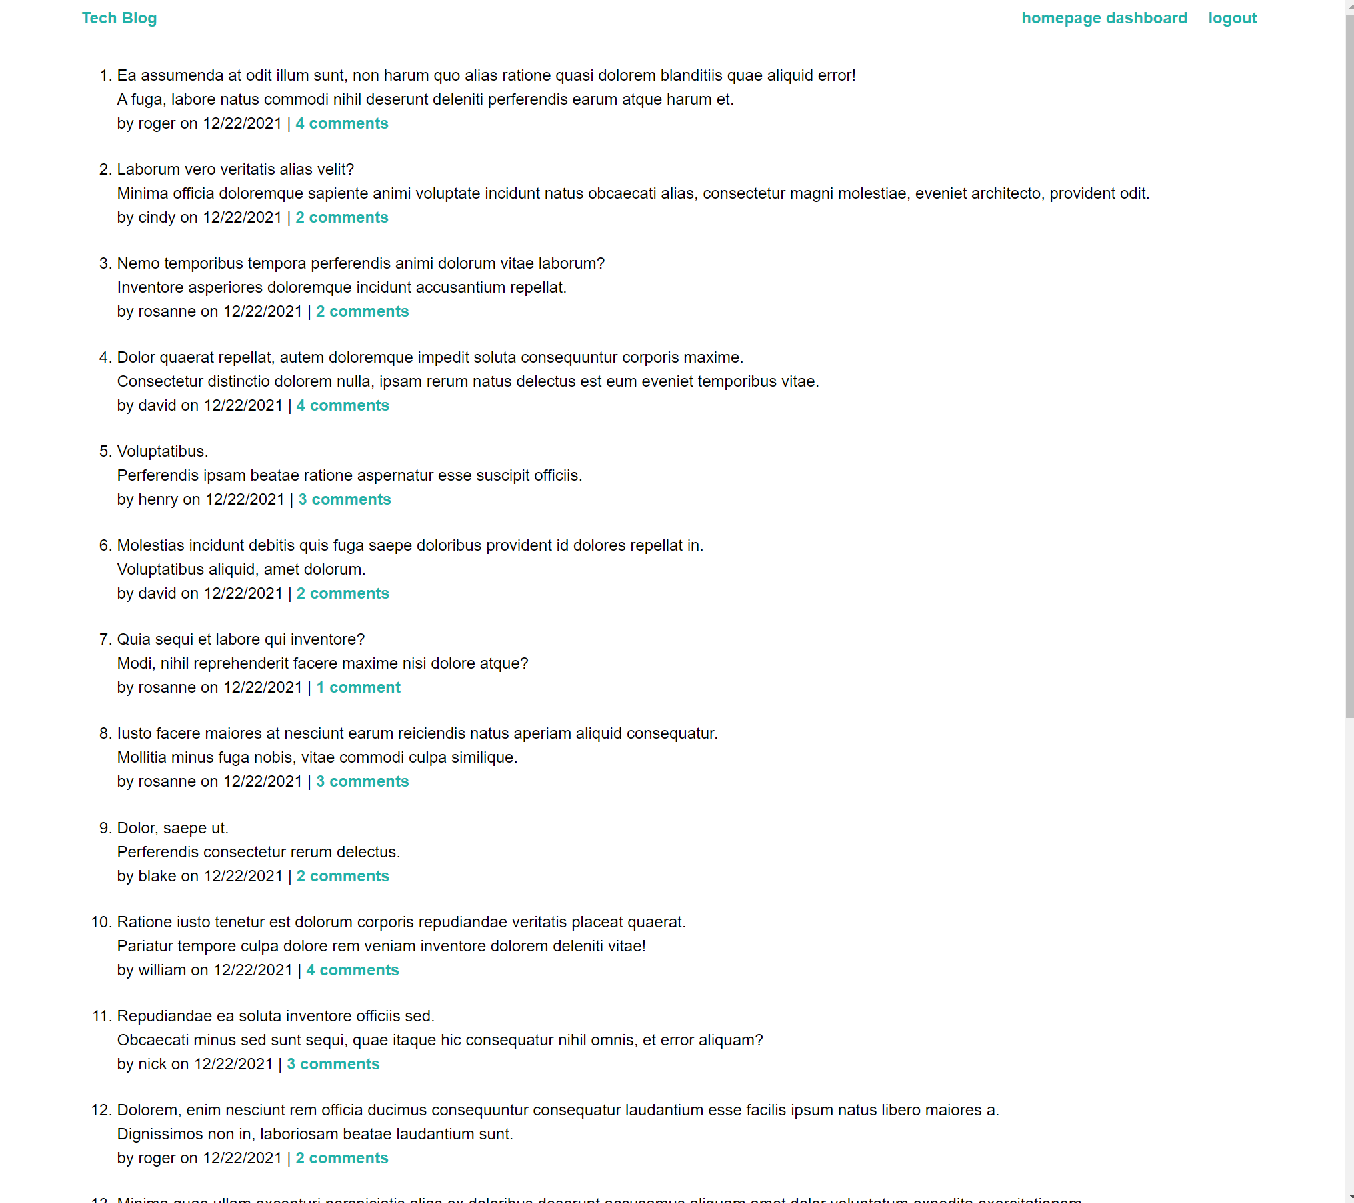 Tech Blog homepage dashboard logout
1. Ea assumenda at odit illum sunt, non harum quo alias ratione quasi dolorem blanditiis quae aliquid error!
A fuga, labore natus commodi nihil deserunt deleniti perferendis earum atque harum et.
by roger on 12/22/2021 | 4 comments
2. Laborum vero veritatis alias velit?
Minima officia doloremque sapiente animi voluptate incidunt natus obcaecati alias, consectetur magni molestiae, eveniet architecto, provident odit.
by cindy on 12/22/2021 | 2 comments
3. Nemo temporibus tempora perferendis animi dolorum vitae laborum?
Inventore asperiores doloremque incidunt accusantium repellat.
by rosanne on 12/22/2021 | 2 comments
4. Dolor quaerat repellat, autem doloremque impedit soluta consequuntur corporis maxime.
Consectetur distinctio dolorem nulla, ipsam rerum natus delectus est eum eveniet temporibus vitae.
by david on 12/22/2021 | 4 comments
5. Voluptatibus.
Perferendis ipsam beatae ratione aspernatur esse suscipit officiis.
by henry on 12/22/2021 | 3 comments
6. Molestias incidunt debitis quis fuga saepe doloribus provident id dolores repellat in.
Voluptatibus aliquid, amet dolorum.
by david on 12/22/2021 | 2 comments
7. Quia sequi et labore qui inventore?
Modi, nihil reprehenderit facere maxime nisi dolore atque?
by rosanne on 12/22/2021 | 1 comment
8. Iusto facere maiores at nesciunt earum reiciendis natus aperiam aliquid consequatur.
Mollitia minus fuga nobis, vitae commodi culpa similique.
by rosanne on 12/22/2021 | 3 comments
9. Dolor, saepe ut.
Perferendis consectetur rerum delectus.
by blake on 12/22/2021 | 2 comments
10. Ratione iusto tenetur est dolorum corporis repudiandae veritatis placeat quaerat.
Pariatur tempore culpa dolore rem veniam inventore dolorem deleniti vitae!
by william on 12/22/2021 | 4 comments
11. Repudiandae ea soluta inventore officiis sed.
Obcaecati minus sed sunt sequi, quae itaque hic consequatur nihil omnis, et error aliquam?
by nick on 12/22/2021 | 3 comments
12. Dolorem, enim nesciunt rem officia ducimus consequuntur consequatur laudantium esse facilis ipsum natus libero maiores a.
Dignissimos non in, laboriosam beatae laudantium sunt.
by roger on 12/22/2021 | 2 comments